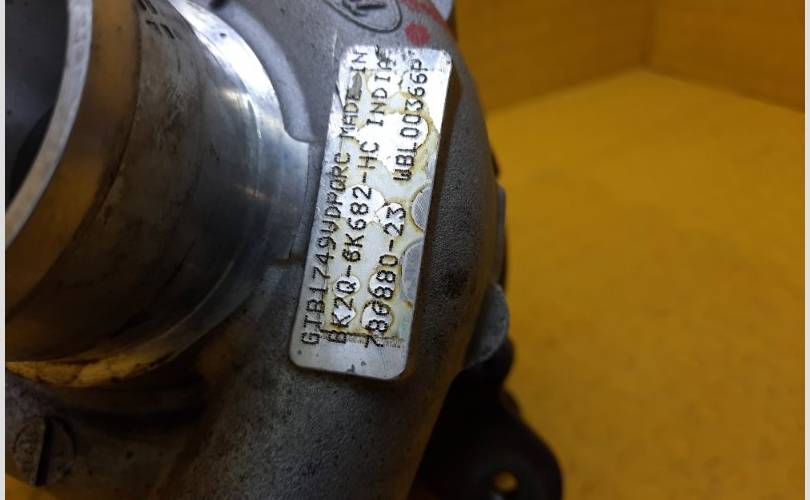 GTB1749VDPQRC MADE IN
BK2Q-6K682-HC INDIA
786880-23 WBL00366P